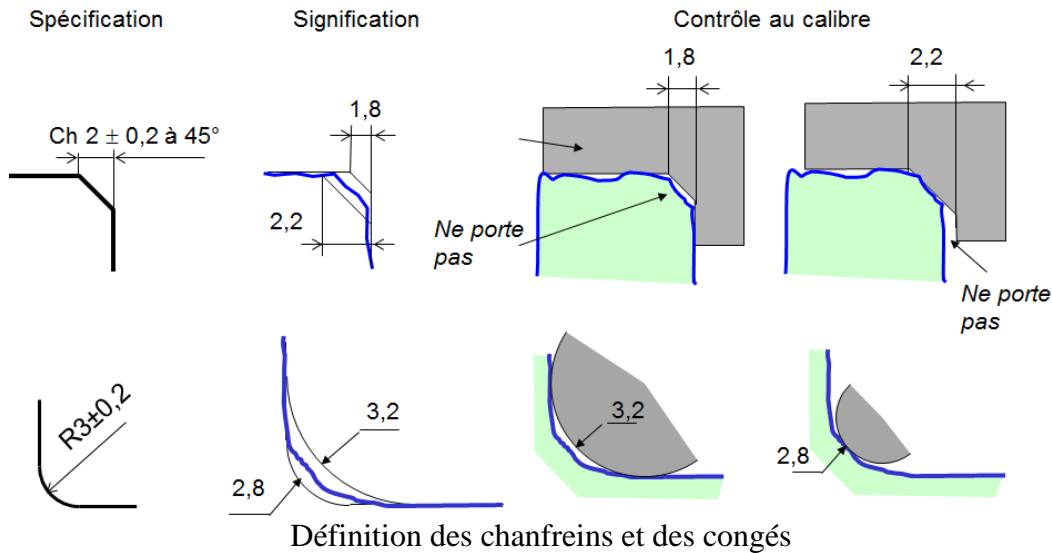 Spécification
Signification
Contrôle au calibre
1,8
2,2
1,8
Ch 2 ± 0,2 à 45°
2,2
Ne porte
pas
Ne porte
pas
R3±0,2
3,2
2,8
3,2
2,8
Définition des chanfreins et des congés